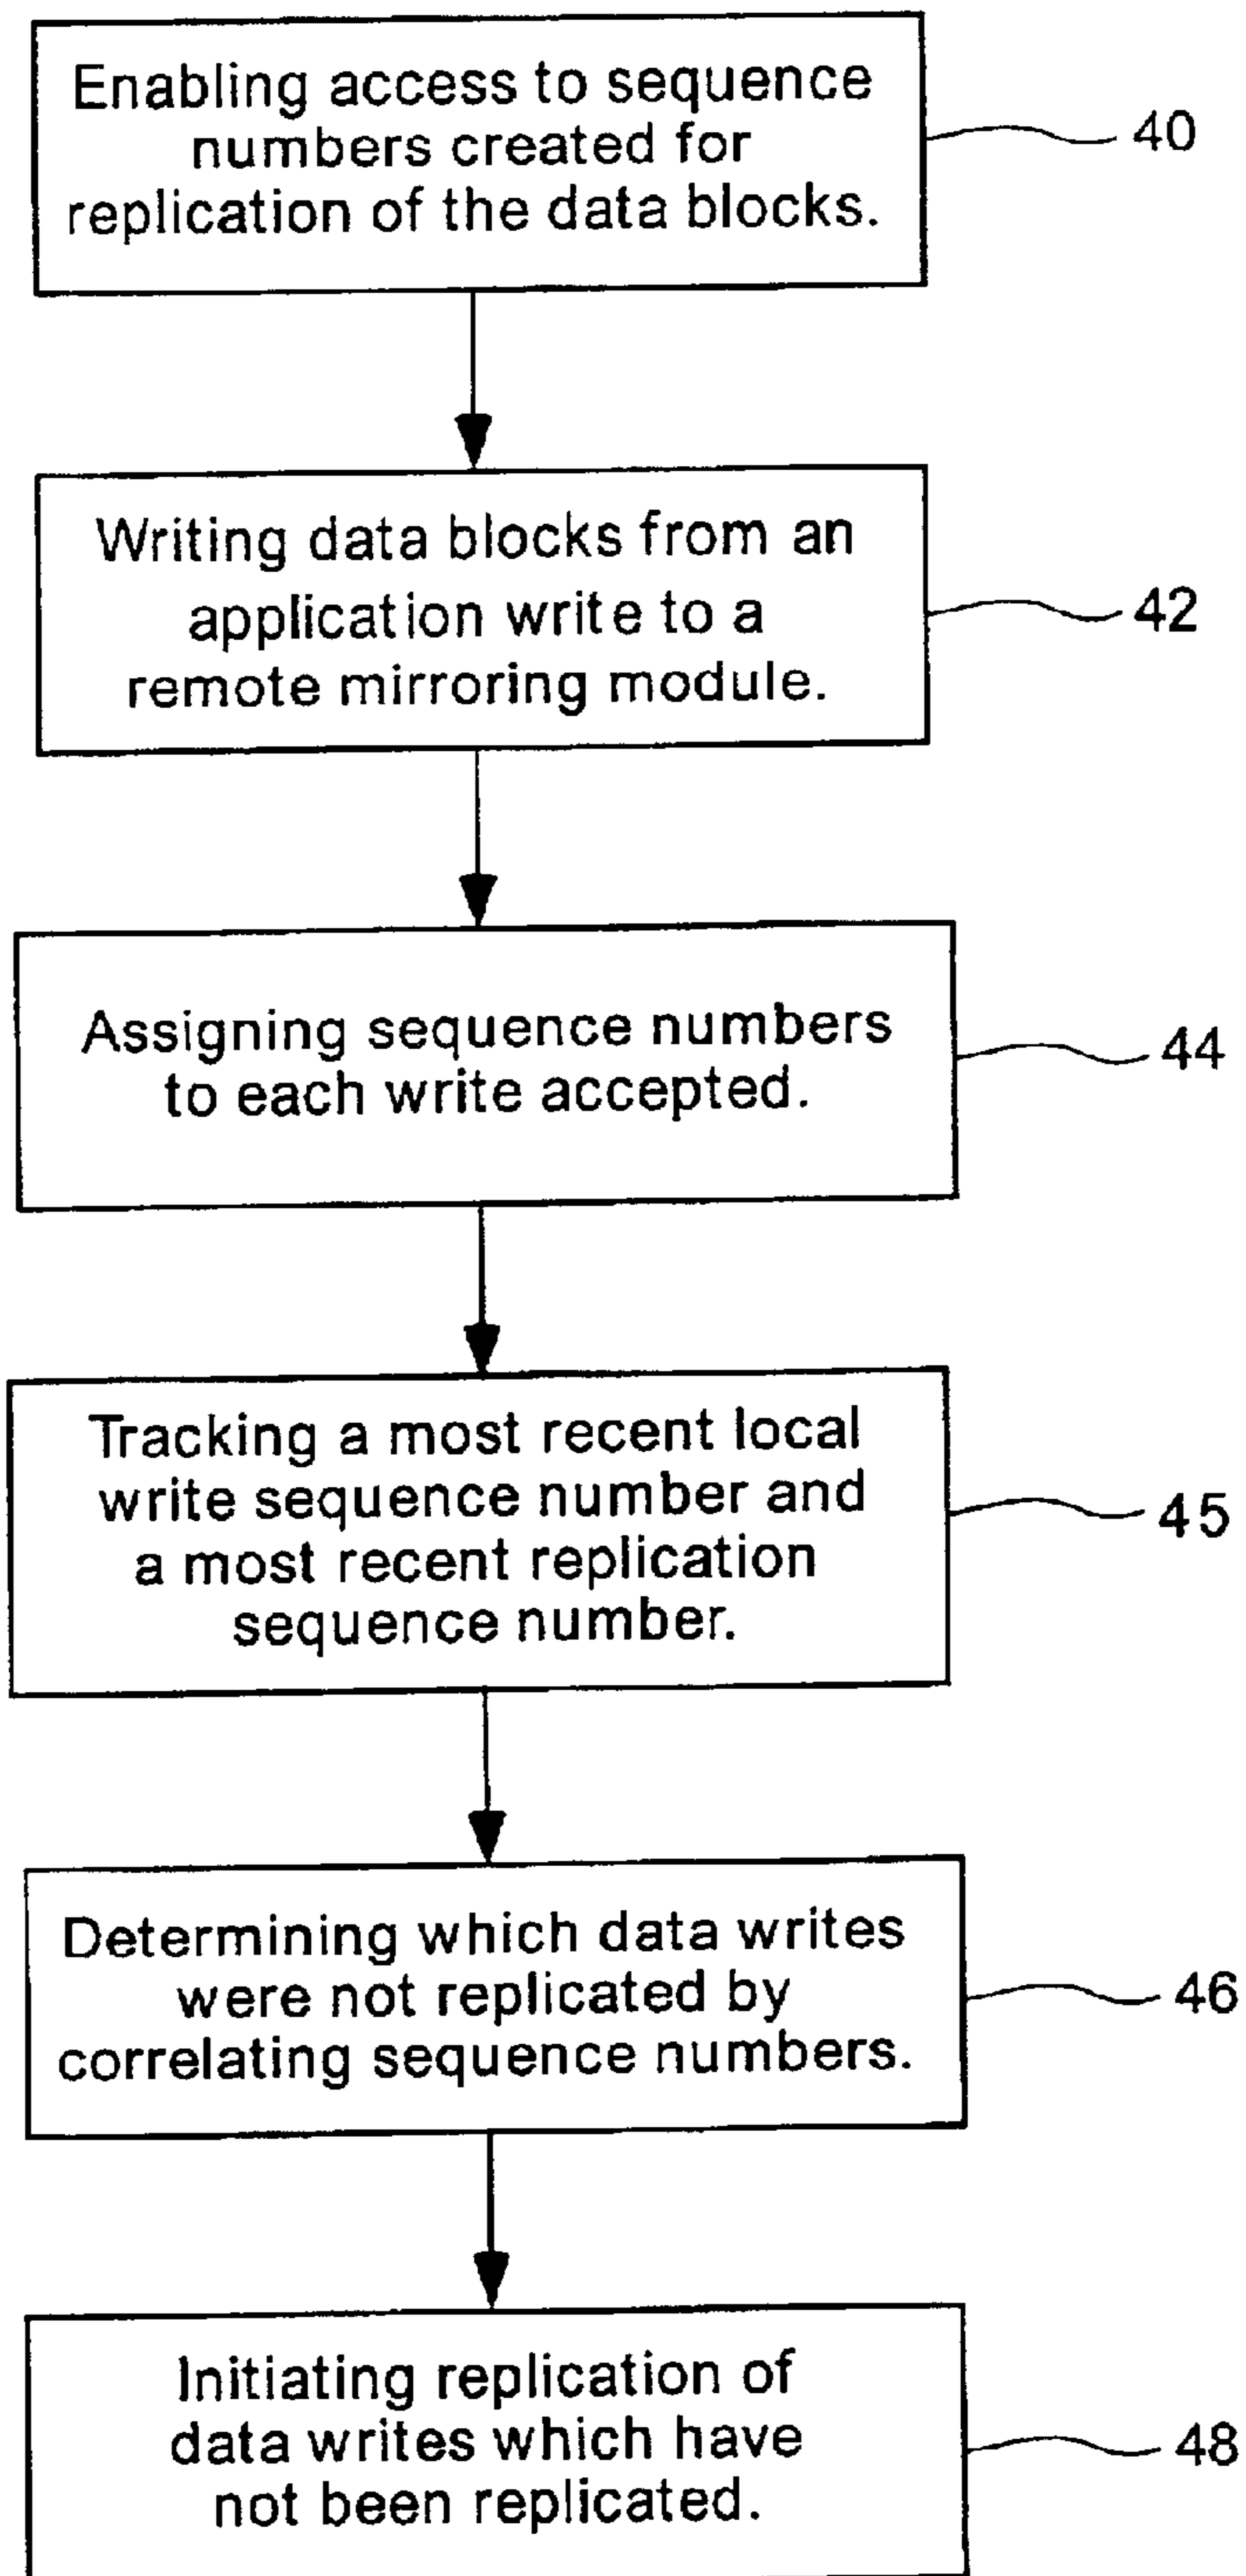 Enabling access to sequence
numbers created for
replication of the data blocks.
40
Writing data blocks from an
application write to a
remote mirroring module.
42
Assigning sequence numbers
to each write accepted.
44
Tracking a most recent local
write sequence number and
a most recent replication
sequence number.
45
Determining which data writes
were not replicated by
correlating sequence numbers.
46
Initiating replication of
data writes which have
not been replicated.
48